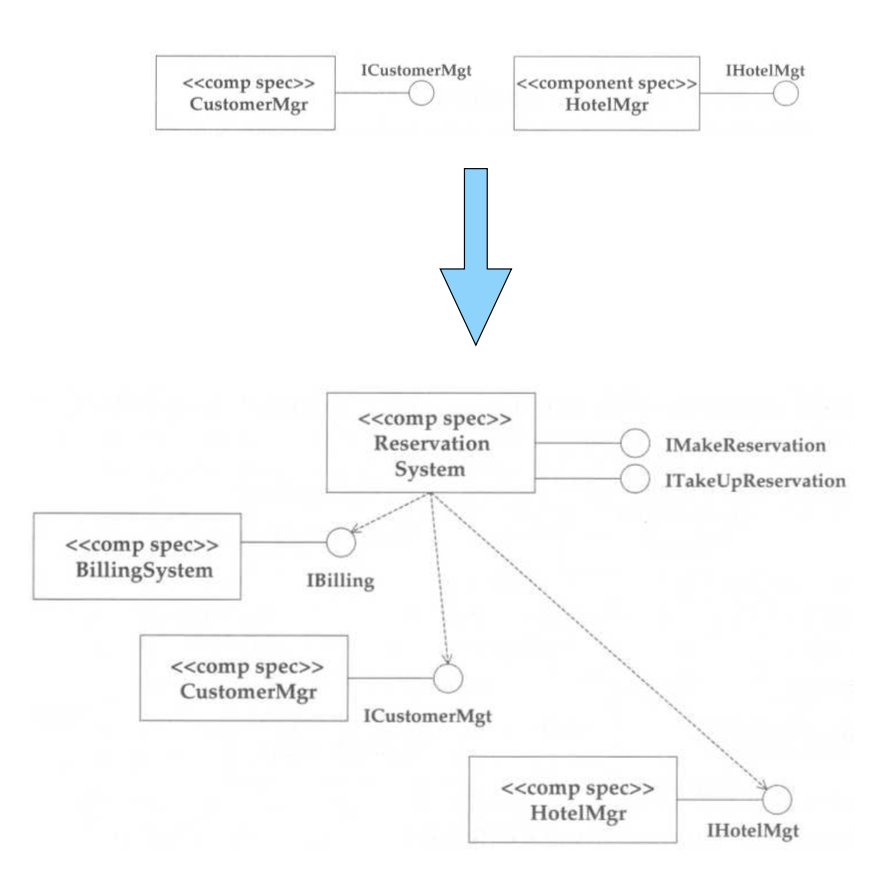 <<comp spec>>
CustomerMgr
ICustomerMgt
<<component spec>>
HotelMgr
IHotelMgt
<<comp spec>>
Reservation
System
IMakeReservation
ITakeUpReservation
<<comp spec>>
BillingSystem
IBilling
<<comp spec>>
CustomerMgr
ICustomerMgt
<<comp spec>>
HotelMgr
IHotelMgt